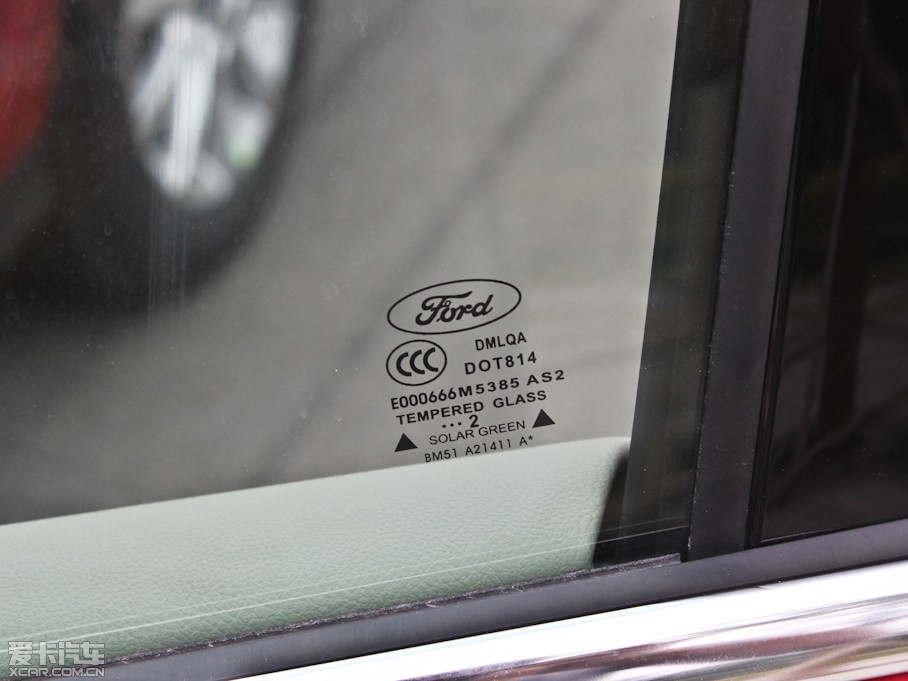 Ford
CCC
DMLQA
DOT814
E000666M5385 AS2
TEMPERED GLASS
... 2
SOLAR GREEN
BM51 A21411 A*
爱卡汽车
XCAR.COM.CN